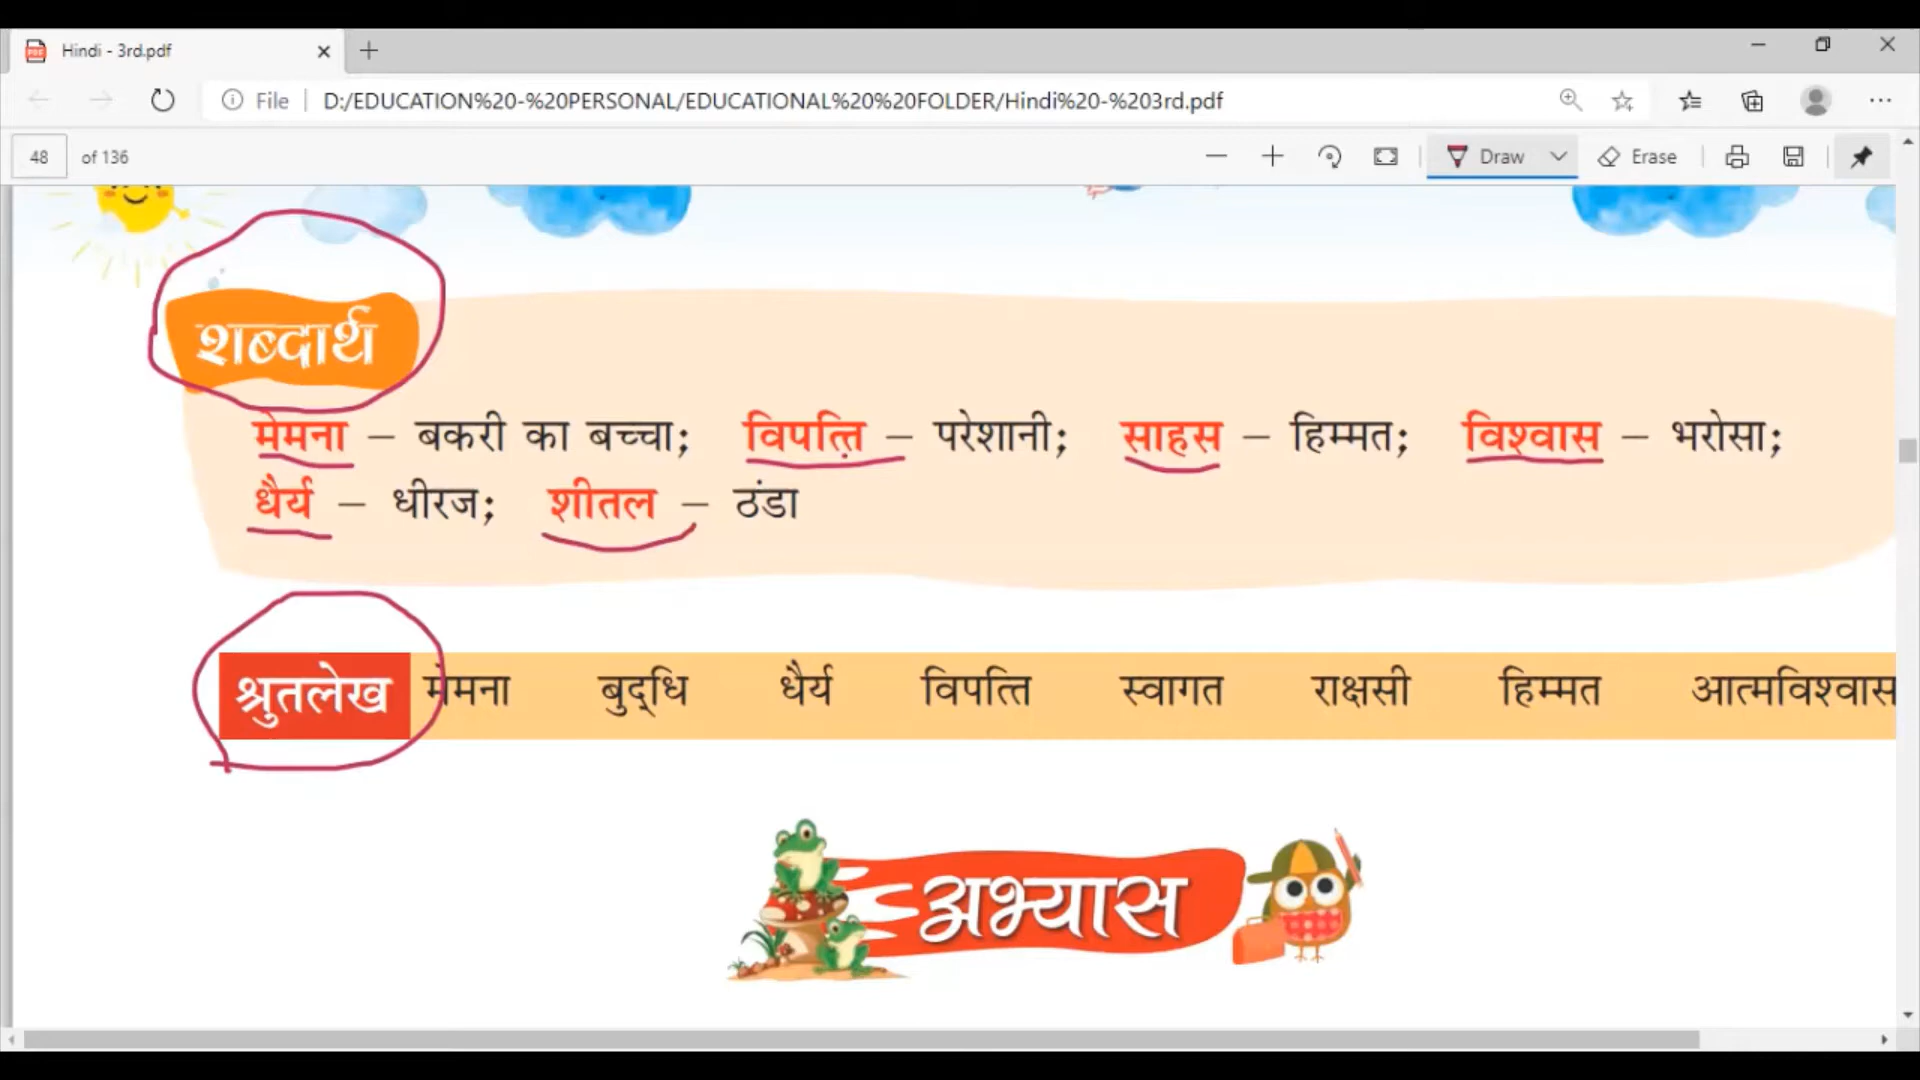 Hindi - 3rd.pdf
File D:/EDUCATION%20-%20PERSONAL/EDUCATIONAL%20%20FOLDER/Hindi%20-%203rd.pdf
48 of 136 Draw Erase
शब्दार्थ
मेमना – बकरी का बच्चा; विपत्ति – परेशानी; साहस – हिम्मत; विश्वास – भरोसा;
धैर्य – धीरज; शीतल – ठंडा
श्रुतलेख मेमना बुद्‌धि धैर्य विपत्ति स्वागत राक्षसी हिम्मत आत्मविश्वास
अभ्यास